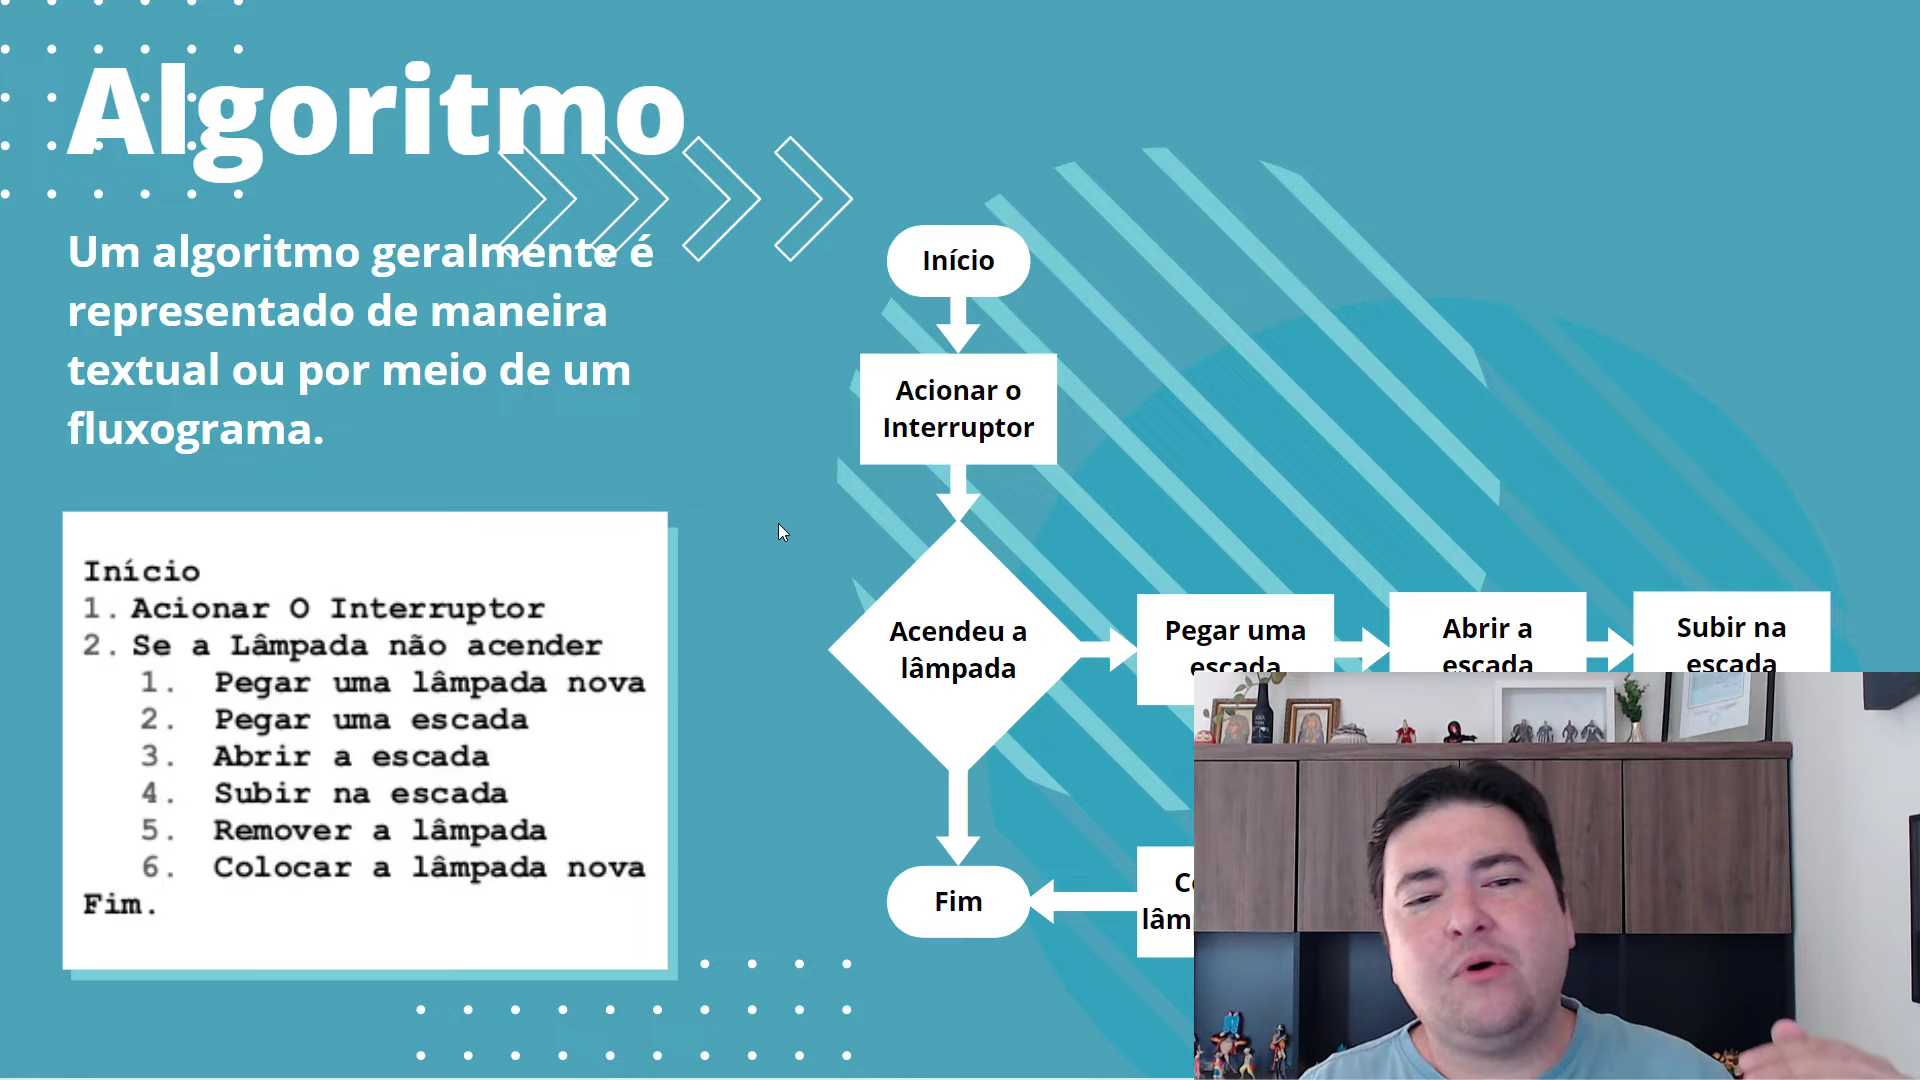 Algoritmo
Um algoritmo geralmente é
representado de maneira
textual ou por meio de um
fluxograma.
Início
1. Acionar O Interruptor
2. Se a Lâmpada não acender
1. Pegar uma lâmpada nova
2. Pegar uma escada
3. Abrir a escada
4. Subir na escada
5. Remover a lâmpada
6. Colocar a lâmpada nova
Fim.
Início
Acionar o
Interruptor
Acendeu a
lâmpada
Pegar uma
escada
Abrir a
escada
Subir na
escada
Fim